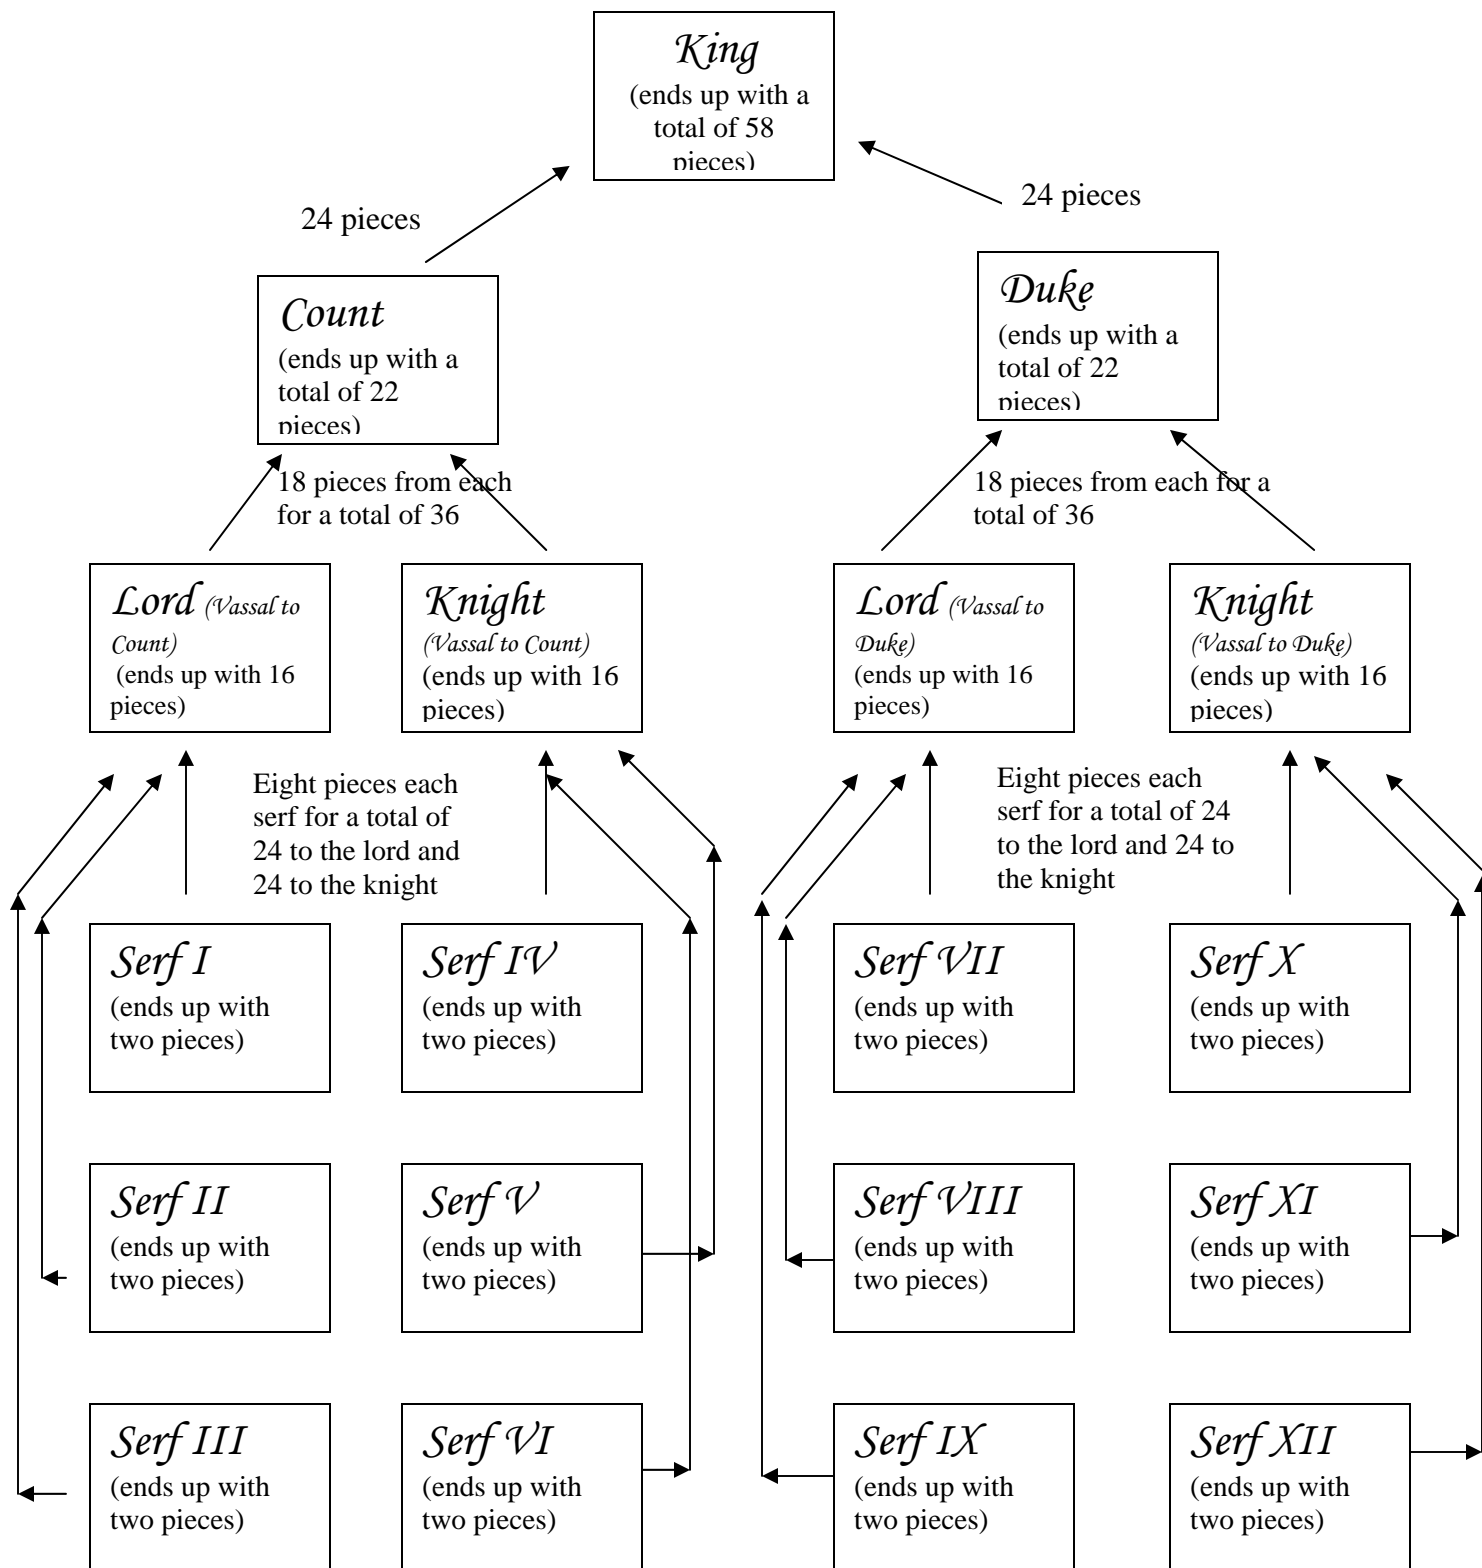 King
(ends up with a
total of 58
pieces)
24 pieces
24 pieces
Count
(ends up with a
total of 22
pieces)
Duke
(ends up with a
total of 22
pieces)
18 pieces from each
for a total of 36
18 pieces from each for a
total of 36
Lord (Vassal to
Count)
(ends up with 16
pieces)
Knight
(Vassal to Count)
(ends up with 16
pieces)
Lord (Vassal to
Duke)
(ends up with 16
pieces)
Knight
(Vassal to Duke)
(ends up with 16
pieces)
Eight pieces each
serf for a total of
24 to the lord and
24 to the knight
Eight pieces each
serf for a total of 24
to the lord and 24 to
the knight
Serf I
(ends up with
two pieces)
Serf IV
(ends up with
two pieces)
Serf VII
(ends up with
two pieces)
Serf X
(ends up with
two pieces)
Serf II
(ends up with
two pieces)
Serf V
(ends up with
two pieces)
Serf VIII
(ends up with
two pieces)
Serf XI
(ends up with
two pieces)
Serf III
(ends up with
two pieces)
Serf VI
(ends up with
two pieces)
Serf IX
(ends up with
two pieces)
Serf XII
(ends up with
two pieces)